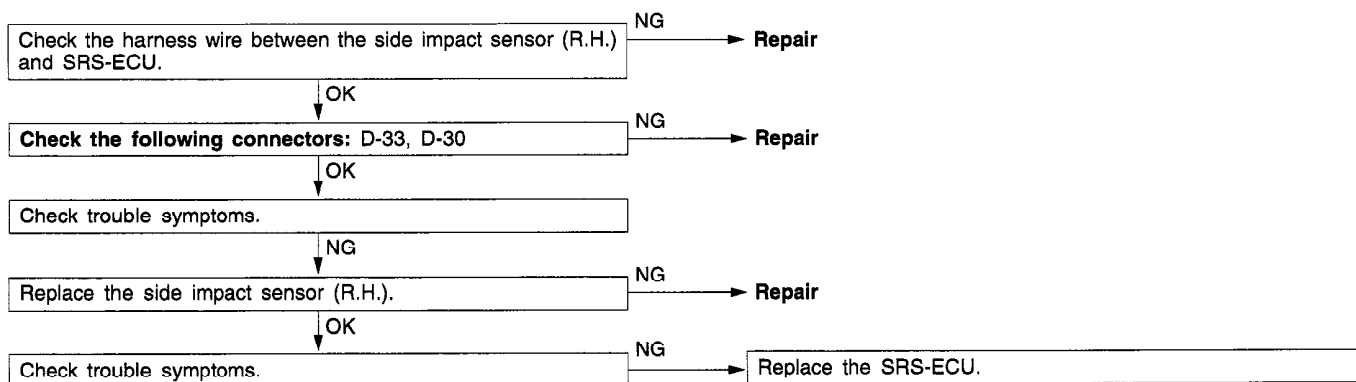 NG
Check the harness wire between the side impact sensor (R.H.)
and SRS-ECU.
Repair
OK
NG
Check the following connectors: D-33, D-30
Repair
OK
Check trouble symptoms.
NG
NG
Replace the side impact sensor (R.H.).
Repair
OK
NG
Check trouble symptoms.
Replace the SRS-ECU.